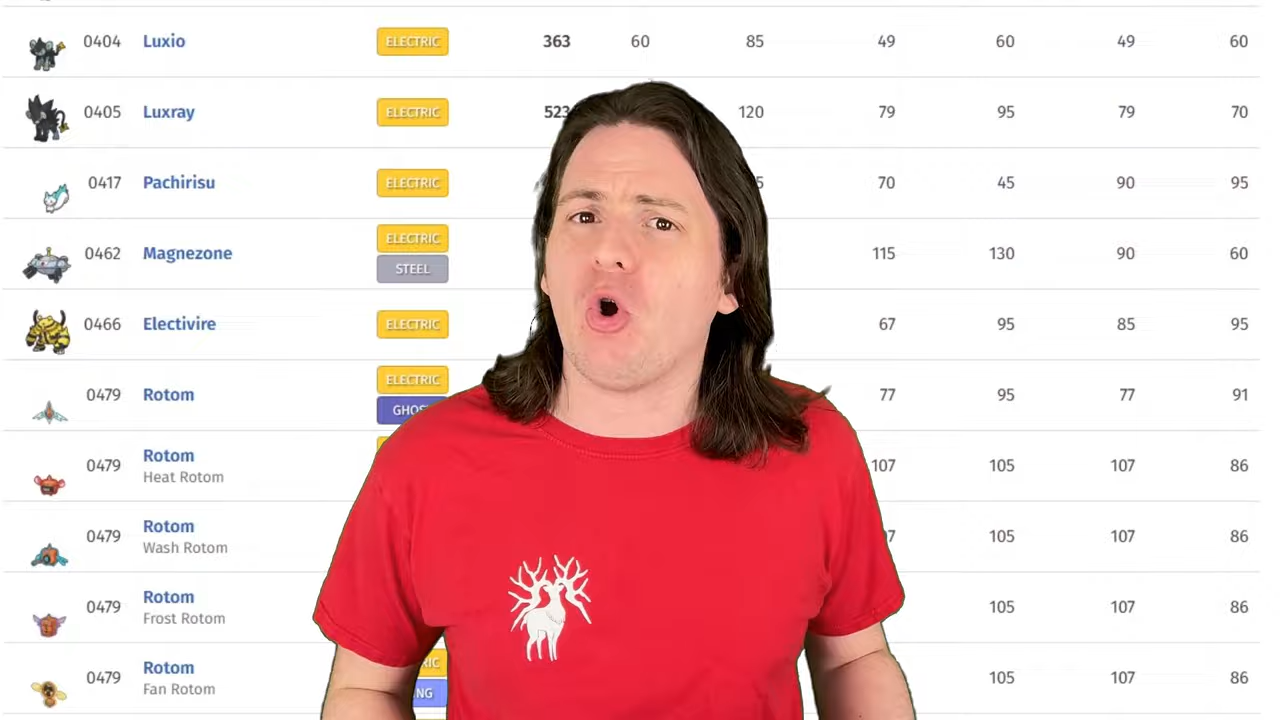 0404 Luxio ELECTRIC 363 60 85 49 60 49 60
0405 Luxray ELECTRIC 523 120 79 95 79 70
0417 Pachirisu ELECTRIC 70 45 90 95
0462 Magnezone ELECTRIC 115 130 90 60
STEEL
0466 Electivire ELECTRIC 67 95 85 95
0479 Rotom ELECTRIC 77 95 77 91
0479 Rotom 107 105 107 86
Heat Rotom
0479 Rotom 105 107 86
Wash Rotom
0479 Rotom 105 107 86
Frost Rotom
0479 Rotom 105 107 86
Fan Rotom